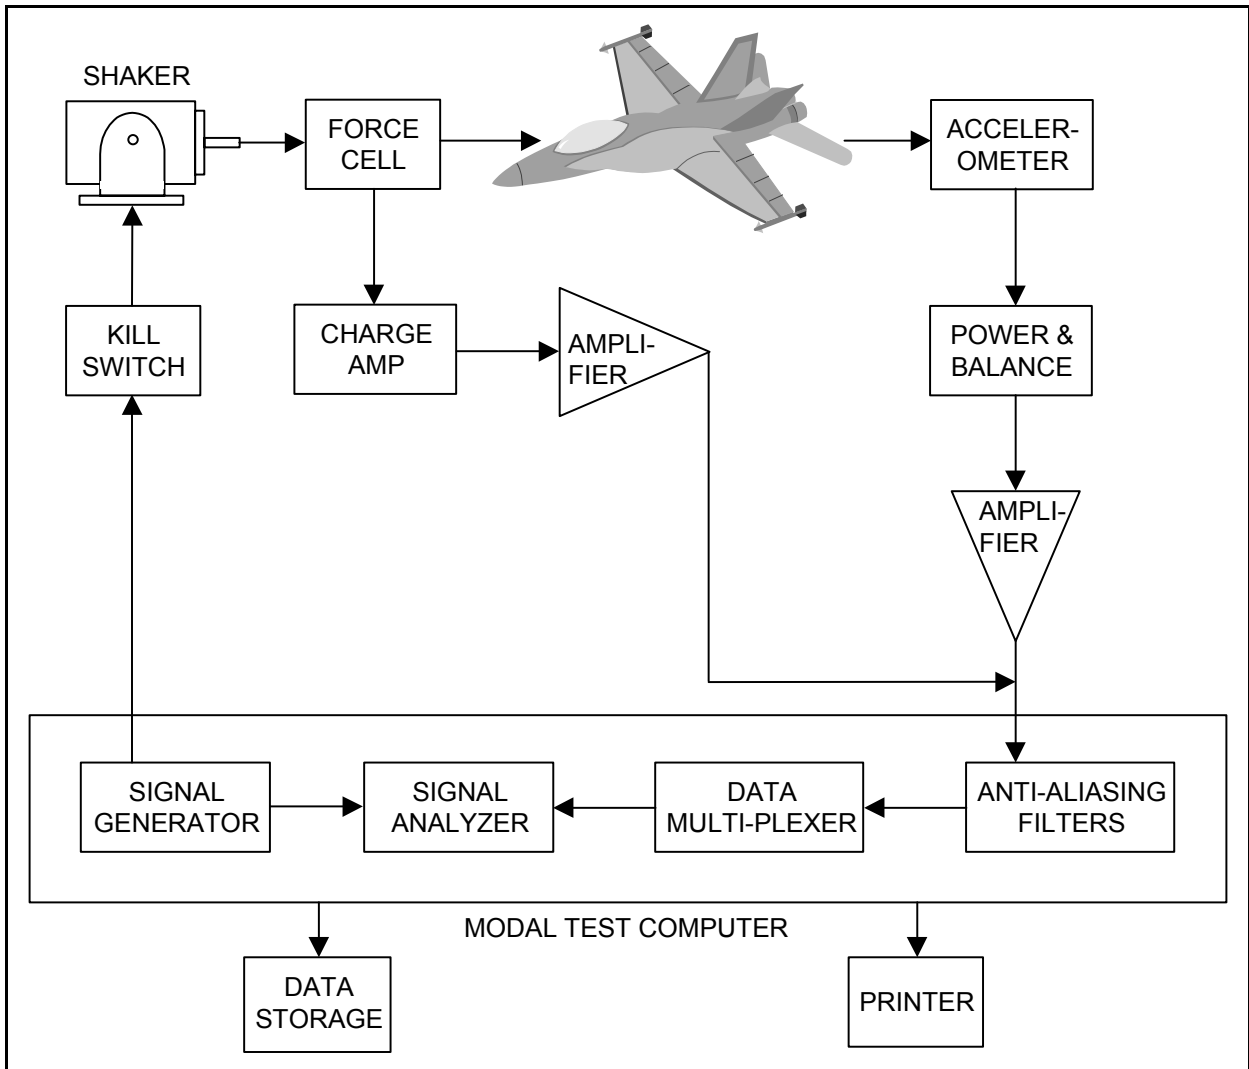 SHAKER
FORCE
CELL
ACCELER-
OMETER
KILL
SWITCH
CHARGE
AMP
AMPLI-
FIER
POWER &
BALANCE
AMPLI-
FIER
SIGNAL
GENERATOR
SIGNAL
ANALYZER
DATA
MULTI-PLEXER
ANTI-ALIASING
FILTERS
MODAL TEST COMPUTER
DATA
STORAGE
PRINTER